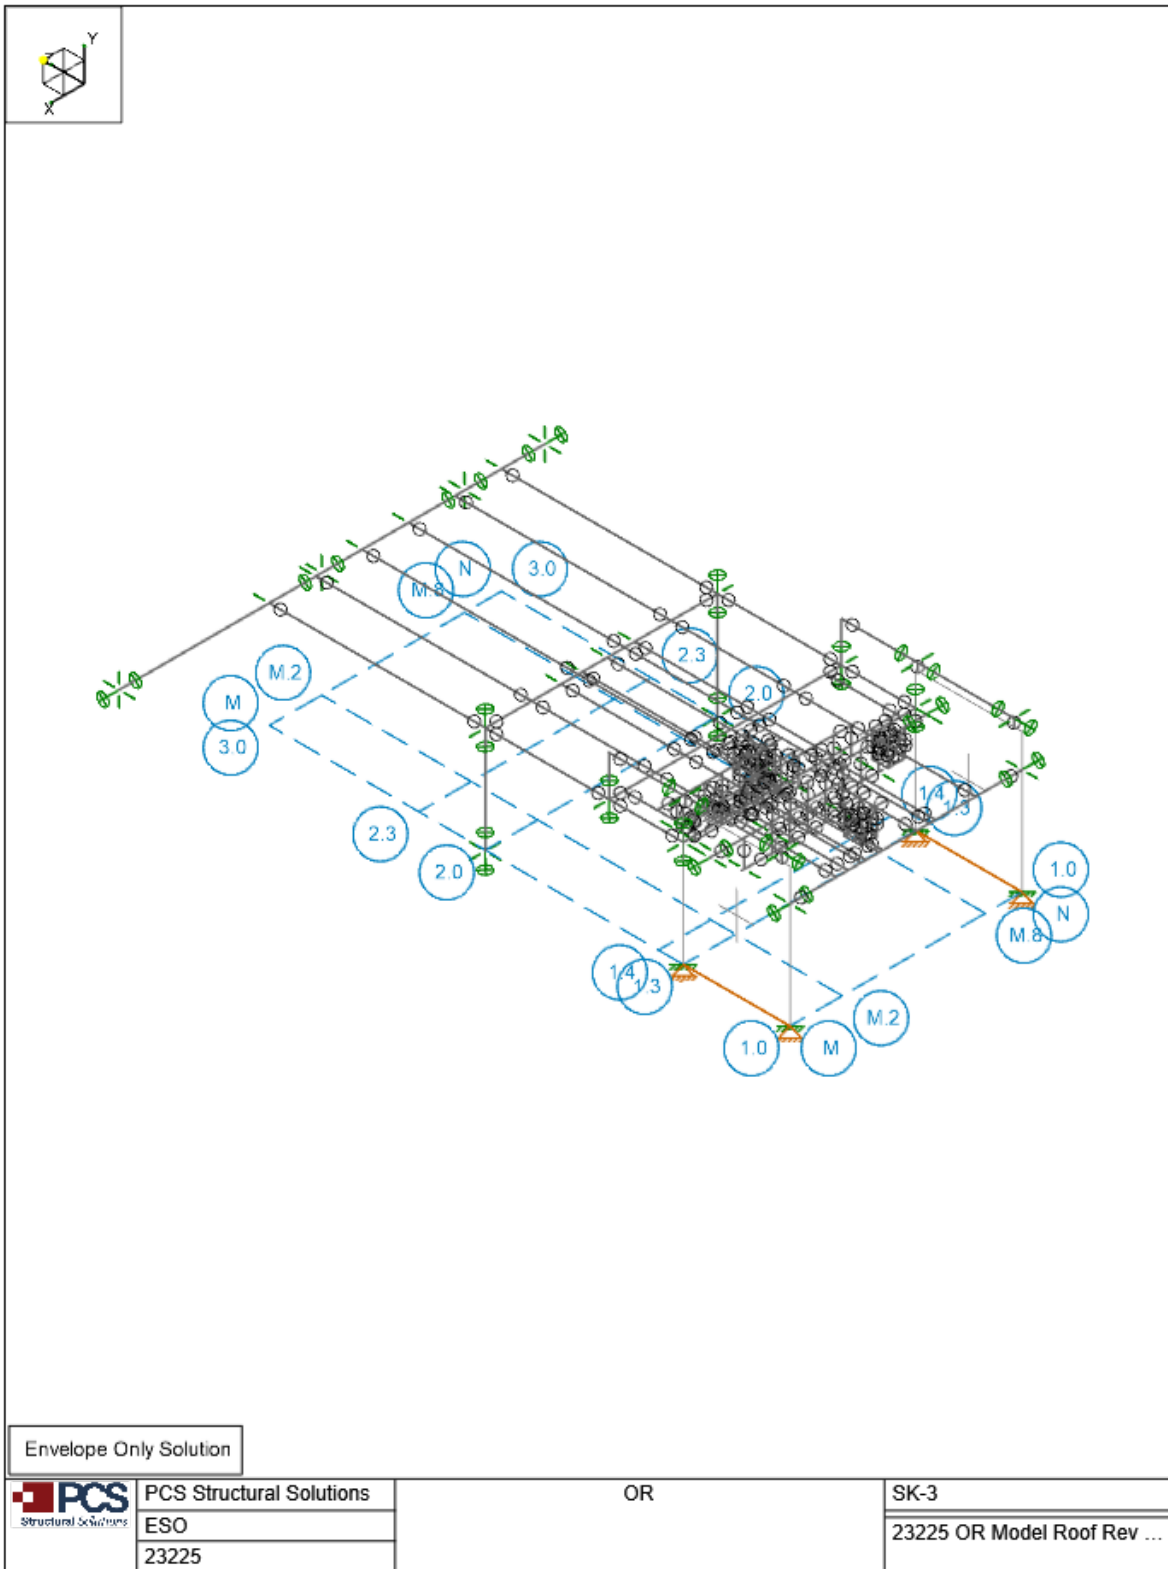 Y
X
N
3.0
M.8
2.3
M.2
2.0
M
3.0
1.4
1.3
2.3
2.0
1.0
N
M.8
1.4
1.3
M.2
1.0
M
Envelope Only Solution
PCS
Structural Solutions
PCS Structural Solutions
ESO
23225
OR
SK-3
23225 OR Model Roof Rev ...